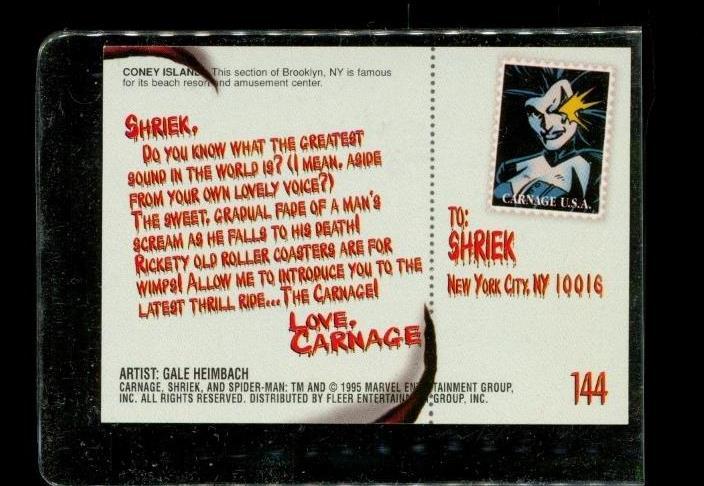 CONEY ISLAND: This section of Brooklyn, NY is famous
for its beach resort and amusement center.
SHRIEK,
DO YOU KNOW WHAT THE GREATEST
SOUND IN THE WORLD IS? (I MEAN, ASIDE
FROM YOUR OWN LOVELY VOICE?)
THE SWEET, GRADUAL FADE OF A MAN'S
SCREAM AS HE FALLS TO HIS DEATH!
RICKETY OLD ROLLER COASTERS ARE FOR
WIMPS! ALLOW ME TO INTRODUCE YOU TO THE
LATEST THRILL RIDE...THE CARNAGE!
LOVE,
CARNAGE
CARNAGE U.S.A.
TO:
SHRIEK
NEW YORK CITY, NY 10016
ARTIST: GALE HEIMBACH
CARNAGE, SHRIEK, AND SPIDER-MAN: TM AND © 1995 MARVEL ENTERTAINMENT GROUP,
INC. ALL RIGHTS RESERVED. DISTRIBUTED BY FLEER ENTERTAINMENT GROUP, INC.
144